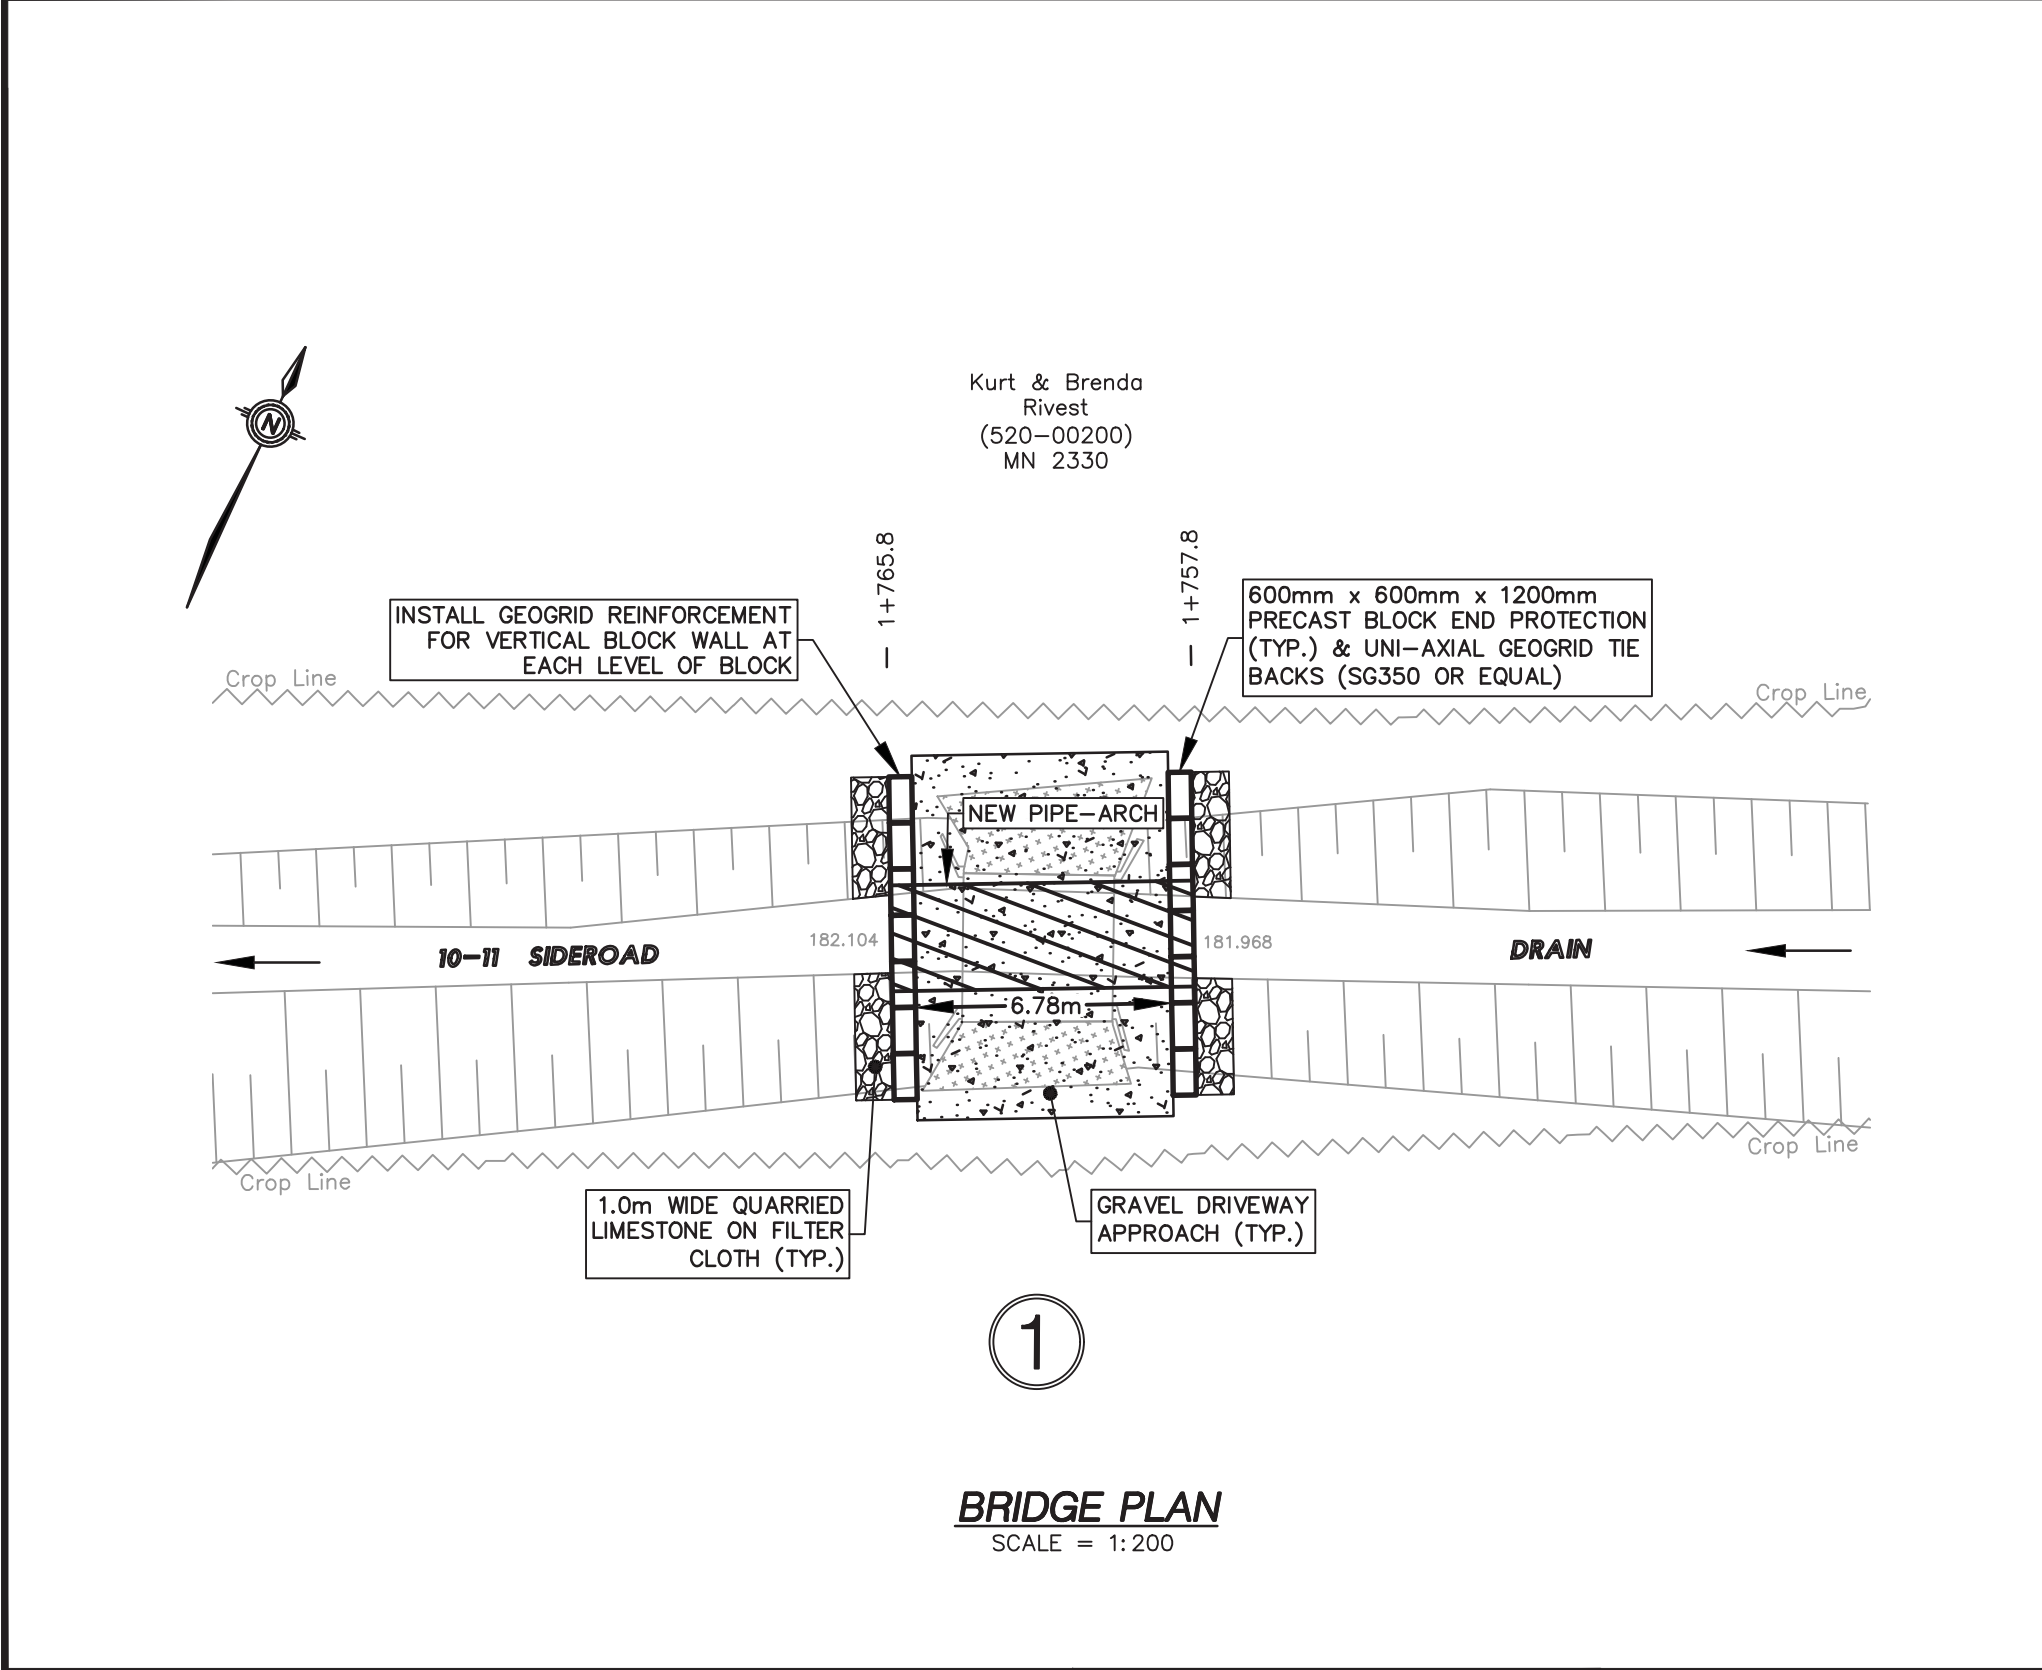 N
Kurt & Brenda
Rivest
(520-00200)
MN 2330
1+765.8
1+757.8
INSTALL GEOGRID REINFORCEMENT
FOR VERTICAL BLOCK WALL AT
EACH LEVEL OF BLOCK
600mm x 600mm x 1200mm
PRECAST BLOCK END PROTECTION
(TYP.) & UNI-AXIAL GEOGRID TIE
BACKS (SG350 OR EQUAL)
Crop Line
Crop Line
NEW PIPE-ARCH
10-11 SIDEROAD
182.104
181.968
DRAIN
6.78m
Crop Line
Crop Line
1.0m WIDE QUARRIED
LIMESTONE ON FILTER
CLOTH (TYP.)
GRAVEL DRIVEWAY
APPROACH (TYP.)
1
BRIDGE PLAN
SCALE = 1:200